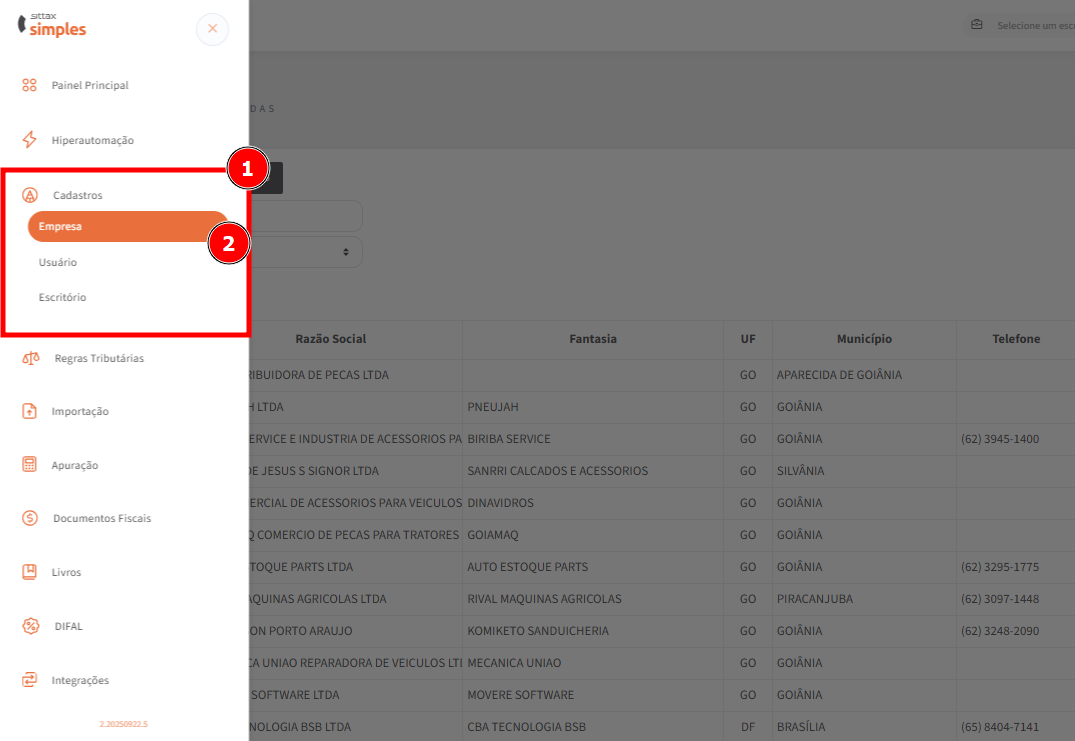 sittax
simples
Selecione um escr
Painel Principal
DAS
Hiperautomação
1
Cadastros
Empresa
2
Usuário
Escritório
Razão Social Fantasia UF Município Telefone
Regras Tributárias
RIBUIDORA DE PECAS LTDA GO APARECIDA DE GOIÂNIA
H LTDA PNEUJAH GO GOIÂNIA
Importação
ERVICE E INDUSTRIA DE ACESSORIOS PA BIRIBA SERVICE GO GOIÂNIA (62) 3945-1400
Apuração
DE JESUS S SIGNOR LTDA SANRRI CALCADOS E ACESSORIOS GO SILVÂNIA
ERCIAL DE ACESSORIOS PARA VEICULOS DINAVIDROS GO GOIÂNIA
Documentos Fiscais
Q COMERCIO DE PECAS PARA TRATORES GOIAMAQ GO GOIÂNIA
TOQUE PARTS LTDA AUTO ESTOQUE PARTS GO GOIÂNIA (62) 3295-1775
Livros
AQUINAS AGRICOLAS LTDA RIVAL MAQUINAS AGRICOLAS GO PIRACANJUBA (62) 3097-1448
DIFAL
ON PORTO ARAUJO KOMIKETO SANDUICHERIA GO GOIÂNIA (62) 3248-2090
CA UNIAO REPARADORA DE VEICULOS LTI MECANICA UNIAO GO GOIÂNIA
Integrações
SOFTWARE LTDA MOVERE SOFTWARE GO GOIÂNIA
2.20250922.5
NOLOGIA BSB LTDA CBA TECNOLOGIA BSB DF BRASÍLIA (65) 8404-7141